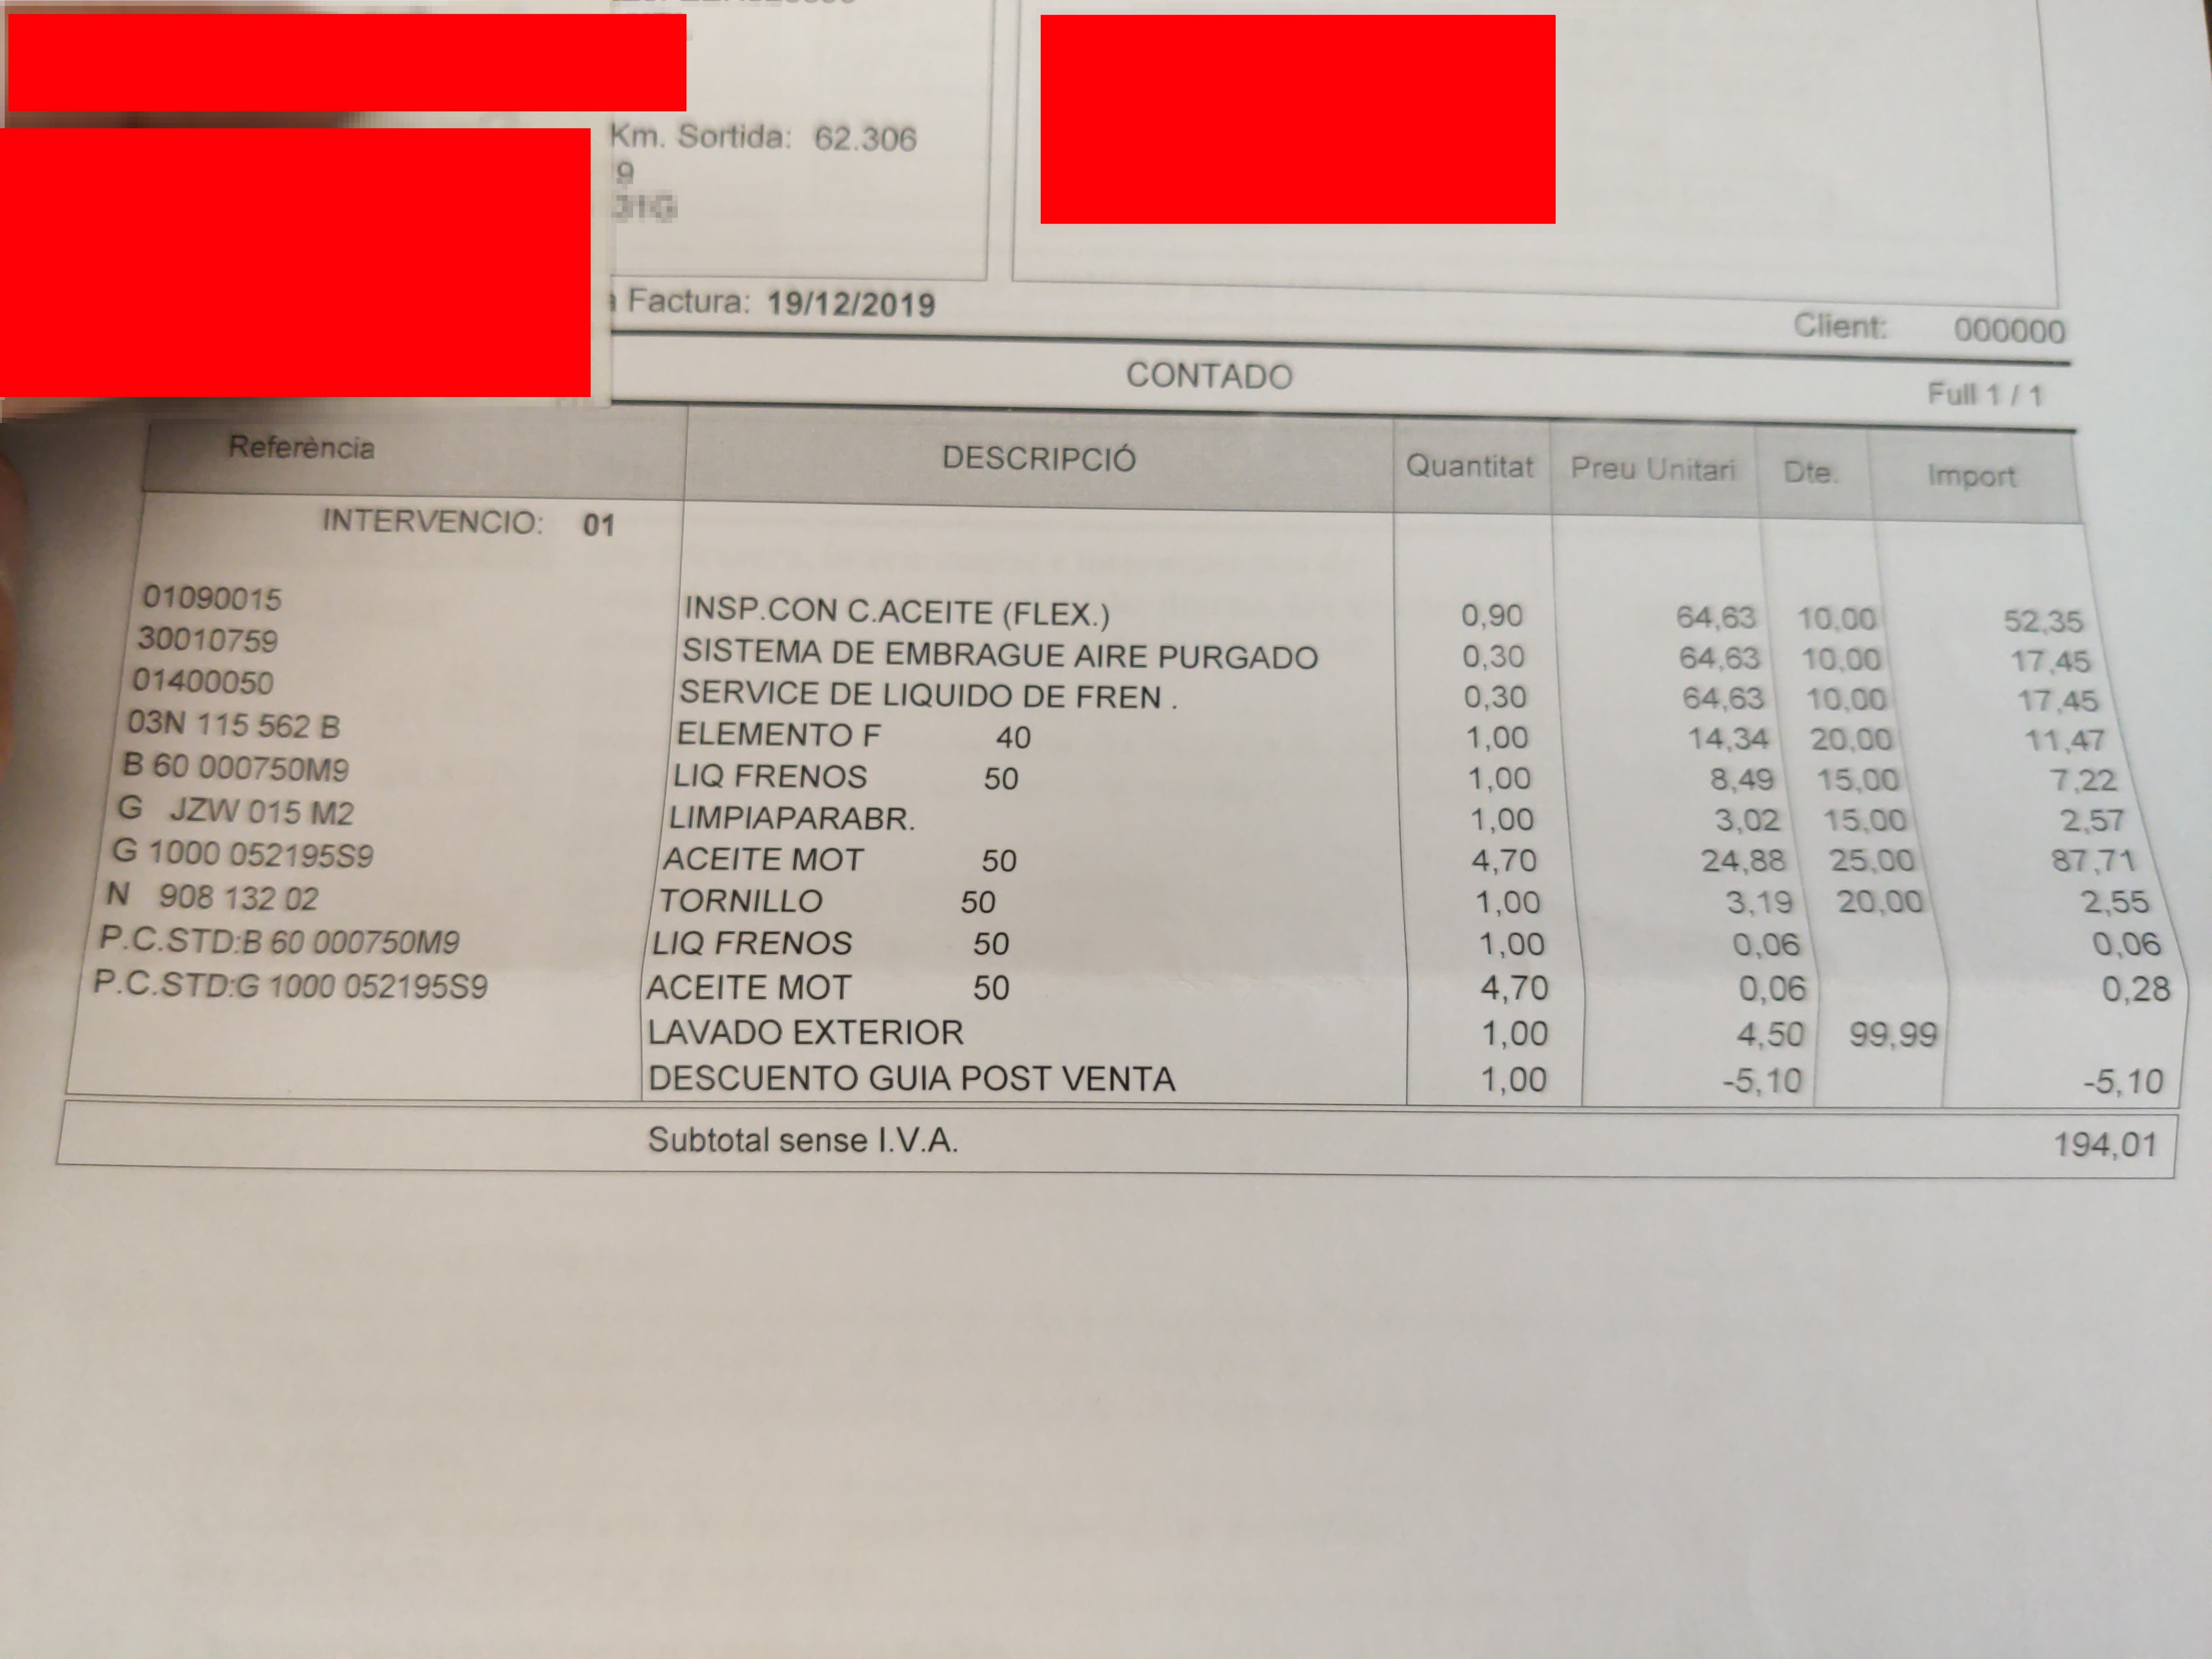 Km. Sortida: 62.306
9
31G
Factura: 19/12/2019
Client: 000000
CONTADO
Full 1 / 1
Referència DESCRIPCIÓ Quantitat Preu Unitari Dte. Import
INTERVENCIO: 01
01090015 INSP.CON C.ACEITE (FLEX.) 0,90 64,63 10,00 52,35
30010759 SISTEMA DE EMBRAGUE AIRE PURGADO 0,30 64,63 10,00 17,45
01400050 SERVICE DE LIQUIDO DE FREN . 0,30 64,63 10,00 17,45
03N 115 562 B ELEMENTO F 40 1,00 14,34 20,00 11,47
B 60 000750M9 LIQ FRENOS 50 1,00 8,49 15,00 7,22
G JZW 015 M2 LIMPIAPARABR. 1,00 3,02 15,00 2,57
G 1000 052195S9 ACEITE MOT 50 4,70 24,88 25,00 87,71
N 908 132 02 TORNILLO 50 1,00 3,19 20,00 2,55
P.C.STD:B 60 000750M9 LIQ FRENOS 50 1,00 0,06 0,06
P.C.STD:G 1000 052195S9 ACEITE MOT 50 4,70 0,06 0,28
LAVADO EXTERIOR 1,00 4,50 99,99
DESCUENTO GUIA POST VENTA 1,00 -5,10 -5,10
Subtotal sense I.V.A. 194,01